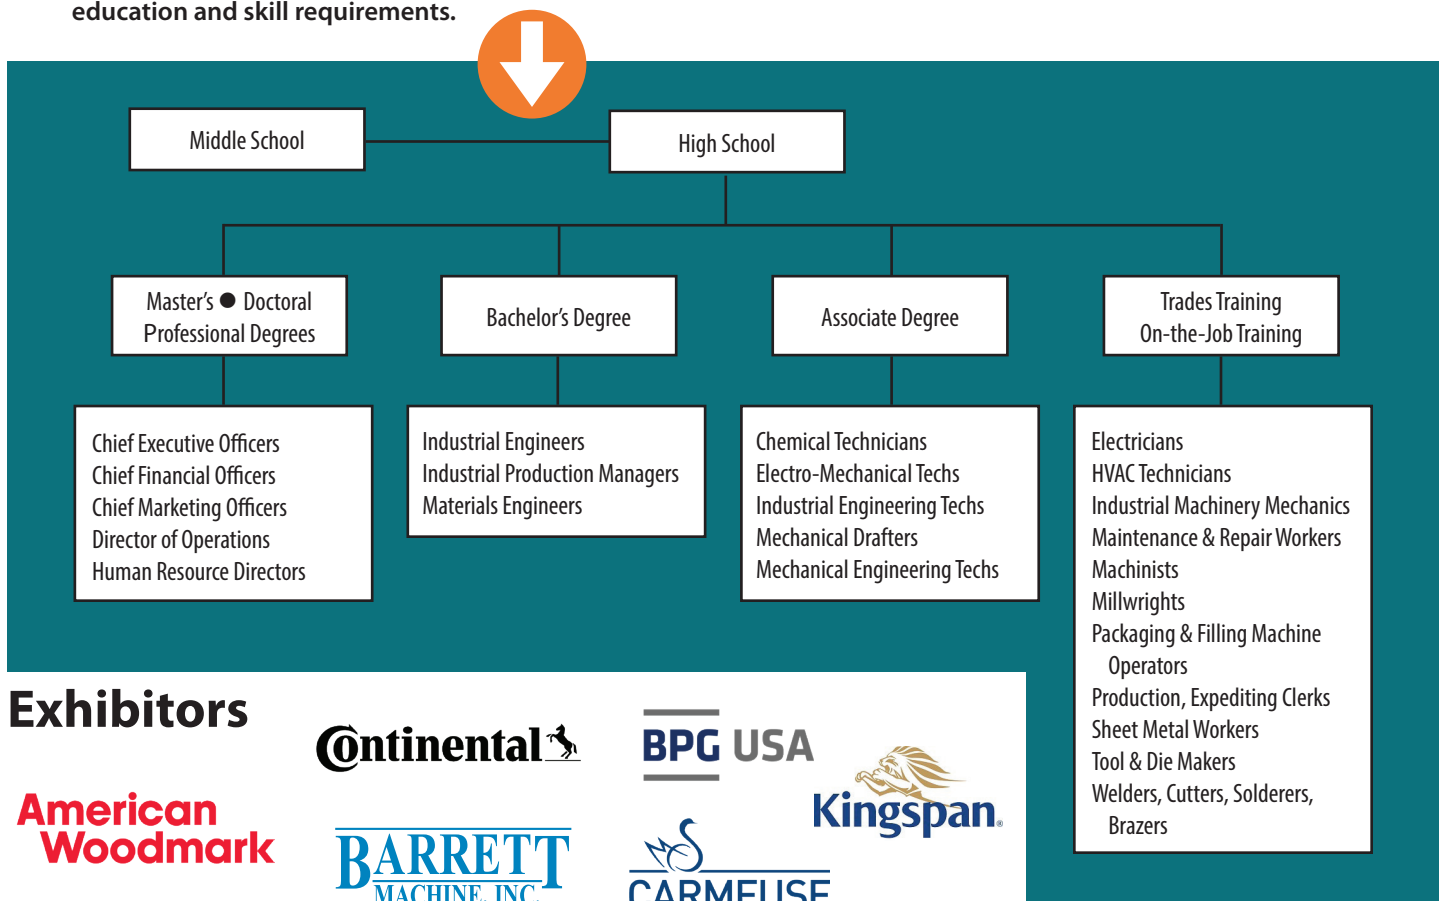 education and skill requirements.
Middle School
High School
Master's ● Doctoral
Professional Degrees
Bachelor's Degree
Associate Degree
Trades Training
On-the-Job Training
Chief Executive Officers
Chief Financial Officers
Chief Marketing Officers
Director of Operations
Human Resource Directors
Industrial Engineers
Industrial Production Managers
Materials Engineers
Chemical Technicians
Electro-Mechanical Techs
Industrial Engineering Techs
Mechanical Drafters
Mechanical Engineering Techs
Electricians
HVAC Technicians
Industrial Machinery Mechanics
Maintenance & Repair Workers
Machinists
Millwrights
Packaging & Filling Machine
Operators
Production, Expediting Clerks
Sheet Metal Workers
Tool & Die Makers
Welders, Cutters, Solderers,
Brazers
Exhibitors
Continental
BPG USA
Kingspan®
American
Woodmark
BARRETT
MACHINE, INC.
CARMEUSE